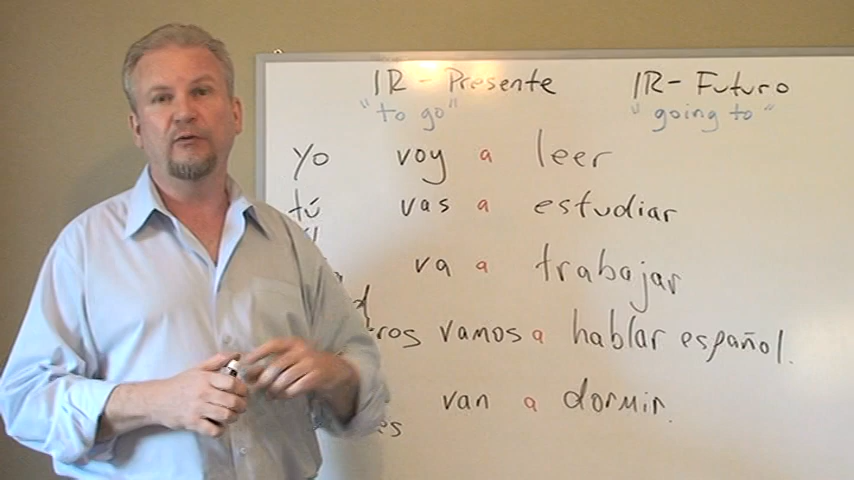 IR - Presente IR - Futuro
"to go" "going to"
yo voy a leer
tú vas a estudiar
va a trabajar
vamos a hablar español.
van a dormir.